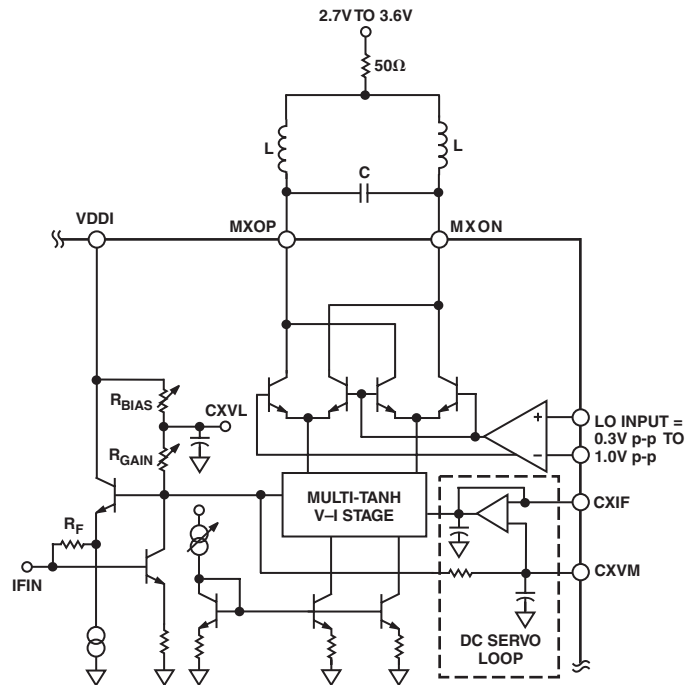 2.7V TO 3.6V
50Ω
L
L
C
VDDI
MXOP
MXON
RBIAS
CXVL
RGAIN
+
LO INPUT =
0.3V p-p TO
–
1.0V p-p
MULTI-TANH
V–I STAGE
CXIF
RF
IFIN
CXVM
DC SERVO
LOOP